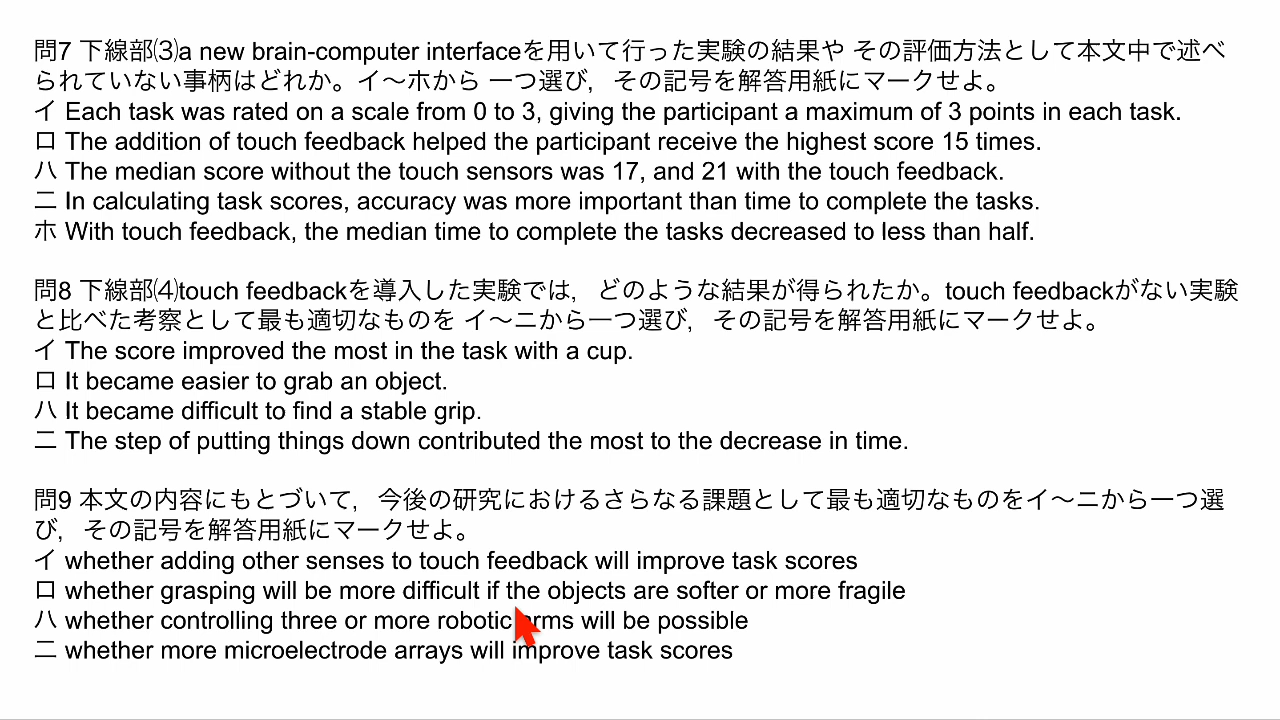 問7 下線部⑶a new brain-computer interfaceを用いて行った実験の結果や その評価方法として本文中で述べ
られていない事柄はどれか。イ～ホから 一つ選び，その記号を解答用紙にマークせよ。
イ Each task was rated on a scale from 0 to 3, giving the participant a maximum of 3 points in each task.
ロ The addition of touch feedback helped the participant receive the highest score 15 times.
ハ The median score without the touch sensors was 17, and 21 with the touch feedback.
ニ In calculating task scores, accuracy was more important than time to complete the tasks.
ホ With touch feedback, the median time to complete the tasks decreased to less than half.
問8 下線部⑷touch feedbackを導入した実験では，どのような結果が得られたか。touch feedbackがない実験
と比べた考察として最も適切なものを イ～ニから一つ選び，その記号を解答用紙にマークせよ。
イ The score improved the most in the task with a cup.
ロ It became easier to grab an object.
ハ It became difficult to find a stable grip.
ニ The step of putting things down contributed the most to the decrease in time.
問9 本文の内容にもとづいて，今後の研究におけるさらなる課題として最も適切なものをイ～ニから一つ選
び，その記号を解答用紙にマークせよ。
イ whether adding other senses to touch feedback will improve task scores
ロ whether grasping will be more difficult if the objects are softer or more fragile
ハ whether controlling three or more robotic arms will be possible
ニ whether more microelectrode arrays will improve task scores